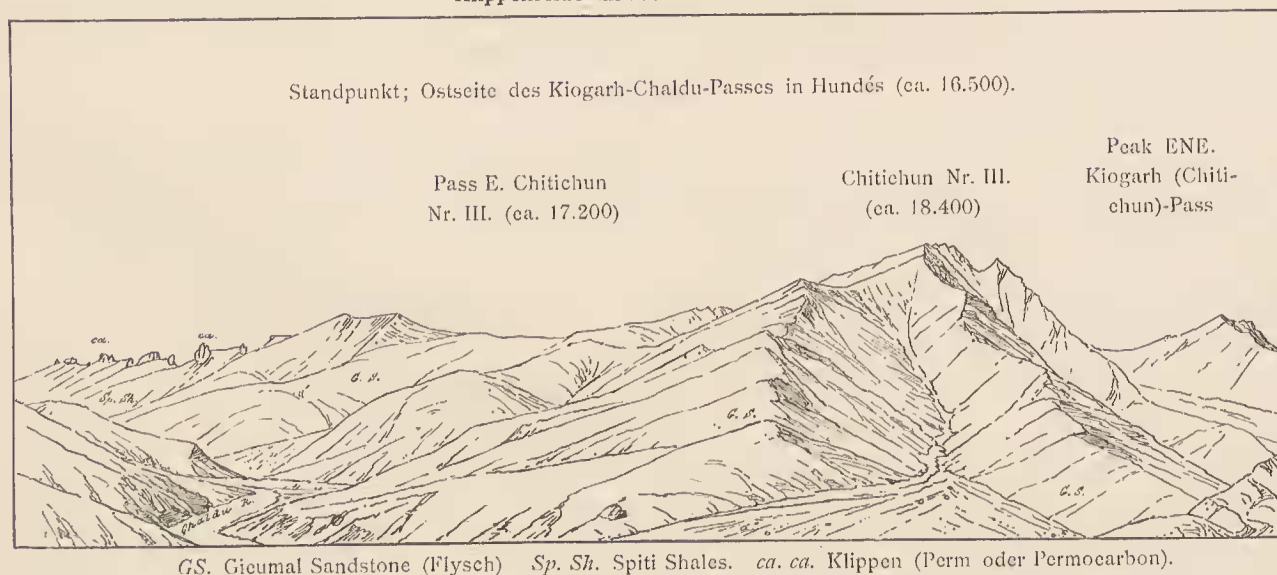 Standpunkt; Ostseite des Kiogarh-Chaldu-Passes in Hundés (ca. 16.500).
Pass E. Chitichun
Nr. III. (ca. 17.200)
Chitichun Nr. III.
(ca. 18.400)
Peak ENE.
Kiogarh (Chiti-
chun)-Pass
ca.
ca.
Sp. Sh.
G. S.
G. S.
G. S.
Chaldu R.
GS. Gieumal Sandstone (Flysch) Sp. Sh. Spiti Shales. ca. ca. Klippen (Perm oder Permocarbon).